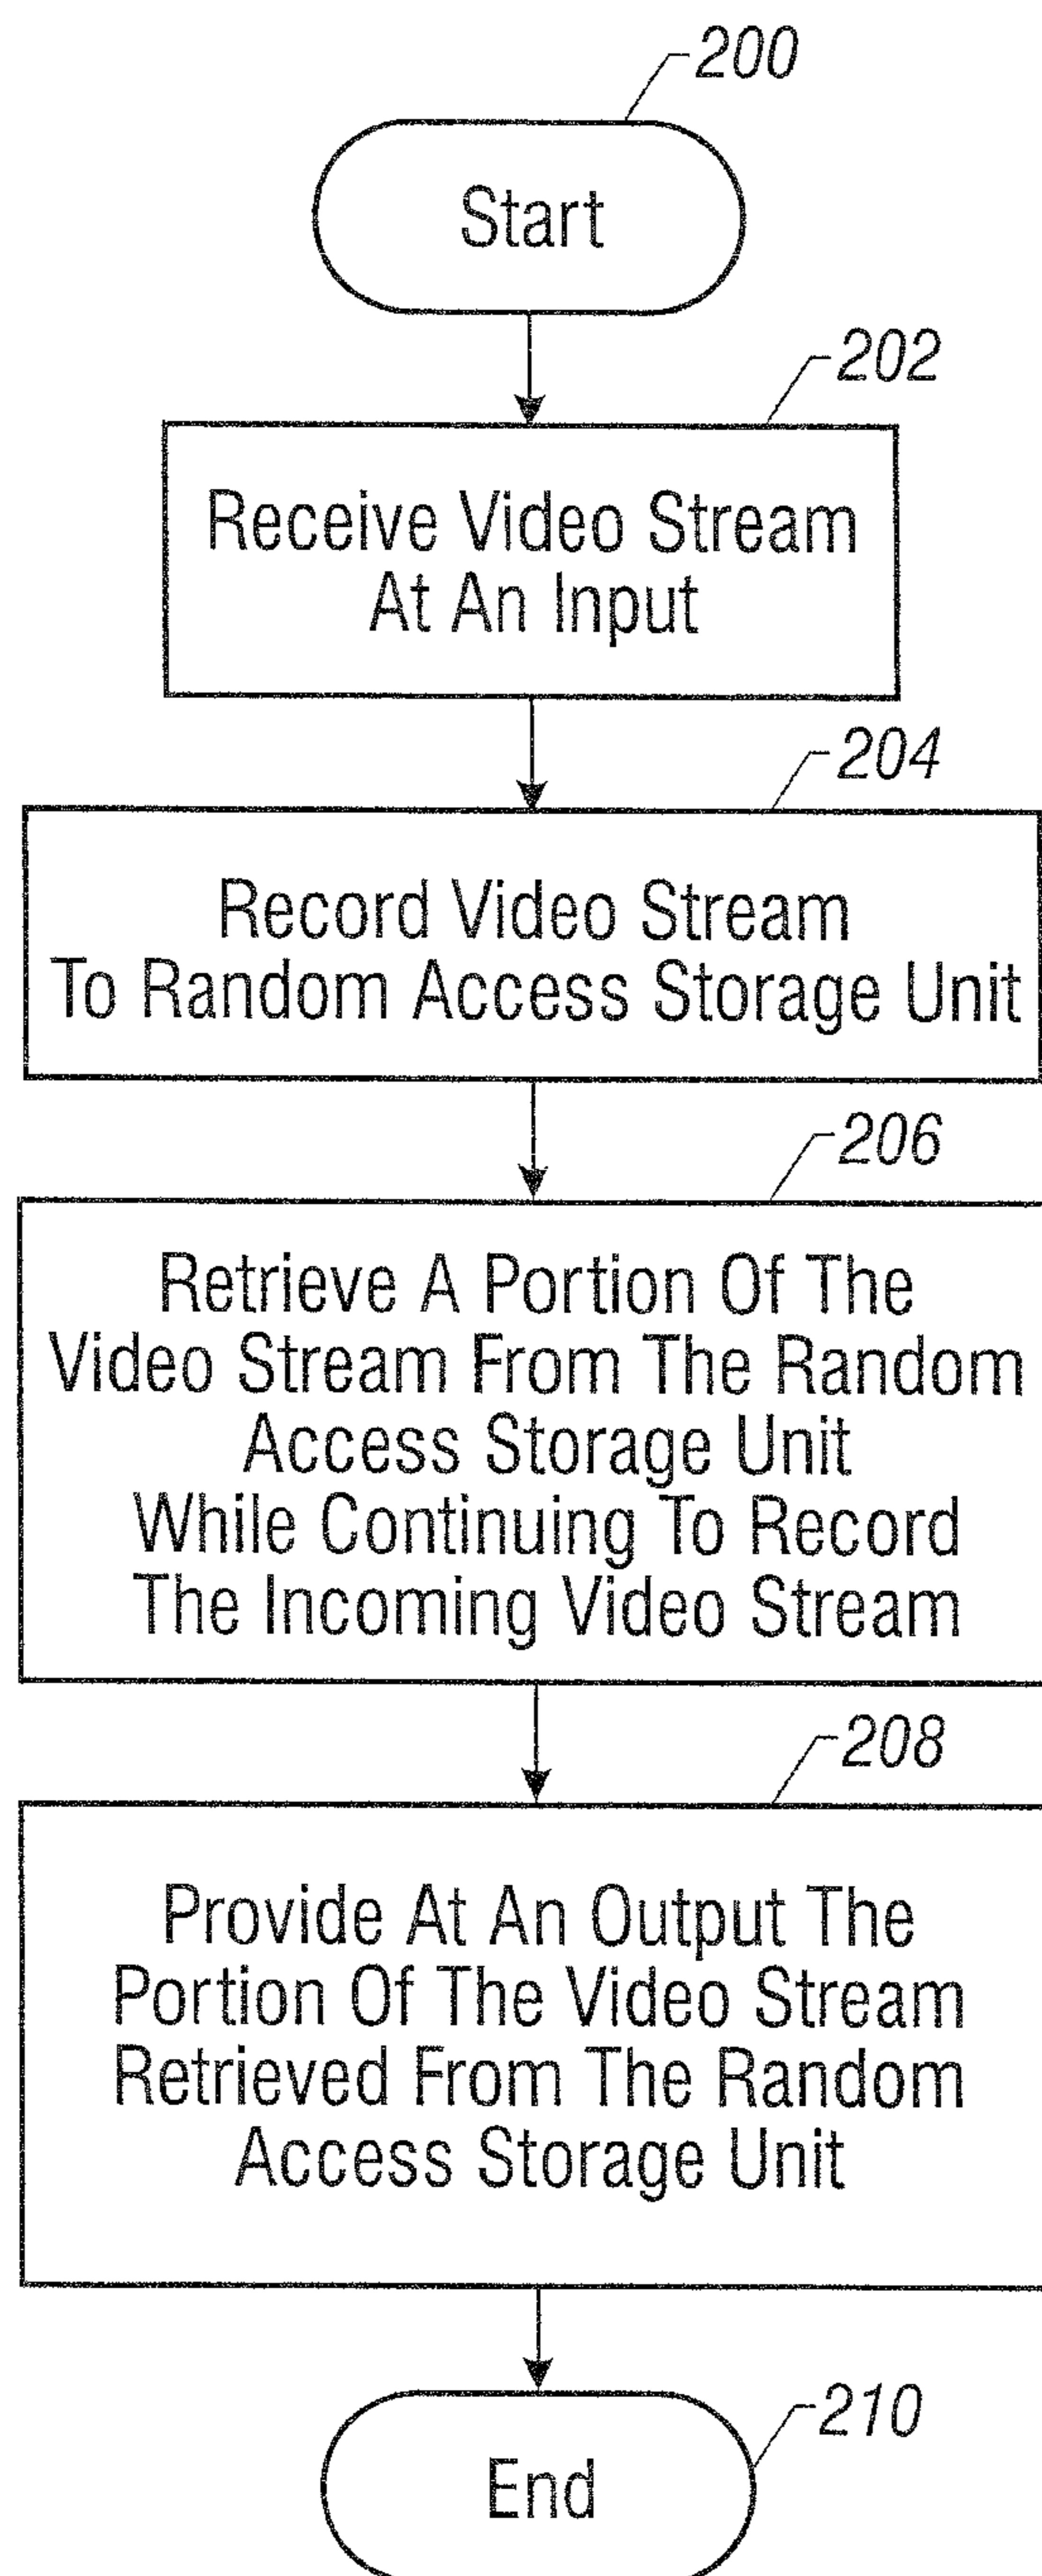 200
Start
202
Receive Video Stream
At An Input
204
Record Video Stream
To Random Access Storage Unit
206
Retrieve A Portion Of The
Video Stream From The Random
Access Storage Unit
While Continuing To Record
The Incoming Video Stream
208
Provide At An Output The
Portion Of The Video Stream
Retrieved From The Random
Access Storage Unit
210
End